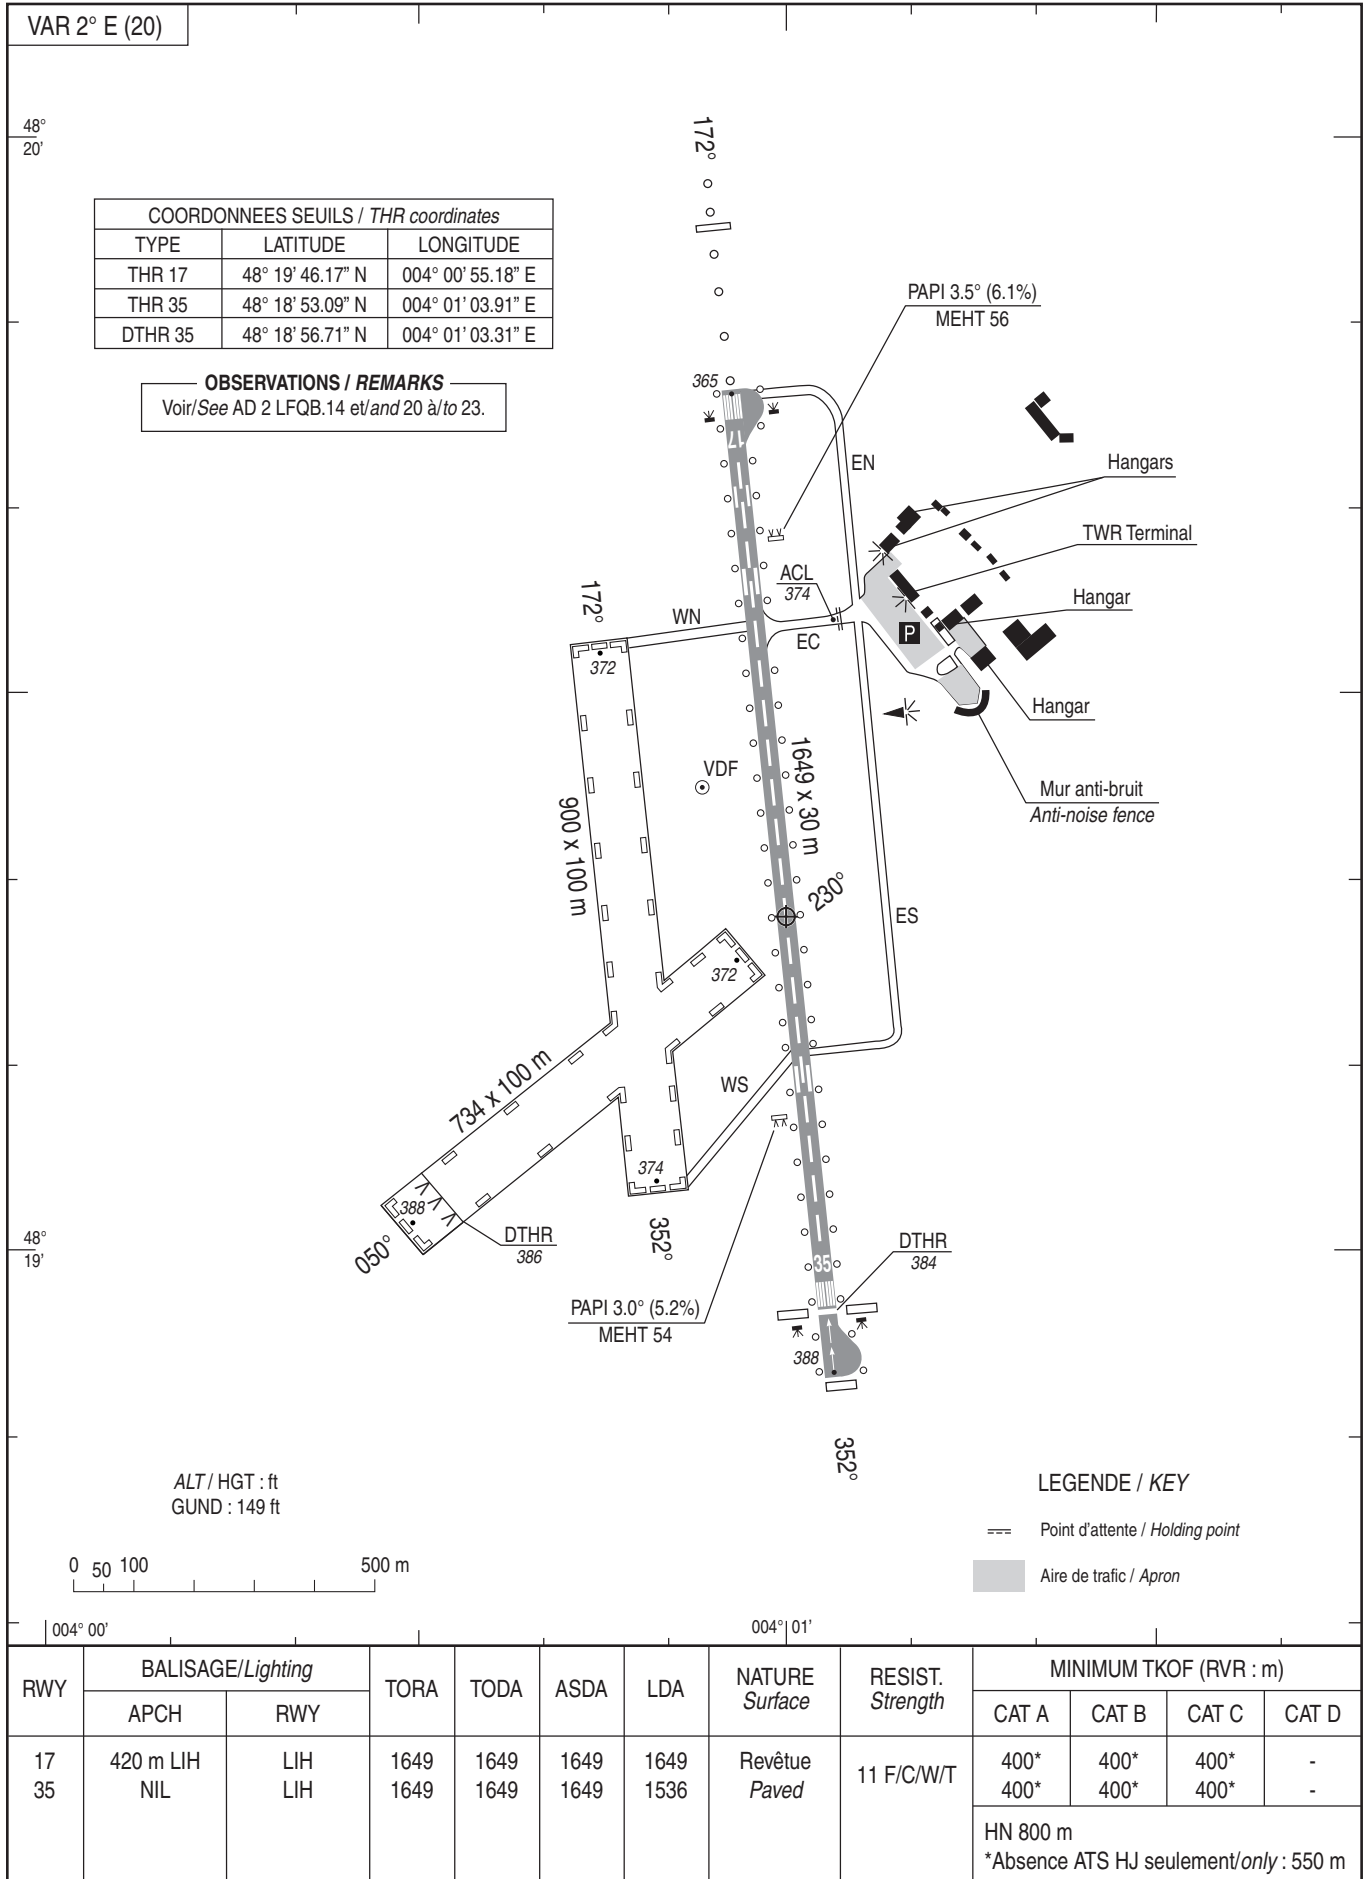 VAR 2° E (20)
48°
20’
172°
COORDONNEES SEUILS / THR coordinates
TYPE LATITUDE LONGITUDE
THR 17 48° 19’ 46.17” N 004° 00’ 55.18” E
THR 35 48° 18’ 53.09” N 004° 01’ 03.91” E
DTHR 35 48° 18’ 56.71” N 004° 01’ 03.31” E
OBSERVATIONS / REMARKS
Voir/See AD 2 LFQB.14 et/and 20 à/to 23.
PAPI 3.5° (6.1%)
MEHT 56
365
17
EN
Hangars
TWR Terminal
ACL
374
Hangar
172°
WN
EC
P
372
Hangar
VDF
1649 x 30 m
Mur anti-bruit
Anti-noise fence
900 x 100 m
230°
ES
372
734 x 100 m
WS
374
388
DTHR
386
050°
352°
48°
19’
DTHR
384
35
PAPI 3.0° (5.2%)
MEHT 54
388
352°
ALT / HGT : ft
GUND : 149 ft
LEGENDE / KEY
Point d’attente / Holding point
Aire de trafic / Apron
0 50 100 500 m
004° 00’ 004° 01’
RWY BALISAGE/Lighting TORA TODA ASDA LDA NATURE RESIST. MINIMUM TKOF (RVR : m)
Surface Strength
APCH RWY CAT A CAT B CAT C CAT D
17 420 m LIH LIH 1649 1649 1649 1649 Revêtue 11 F/C/W/T 400* 400* 400* -
35 NIL LIH 1649 1649 1649 1536 Paved 400* 400* 400* -
HN 800 m
*Absence ATS HJ seulement/only : 550 m